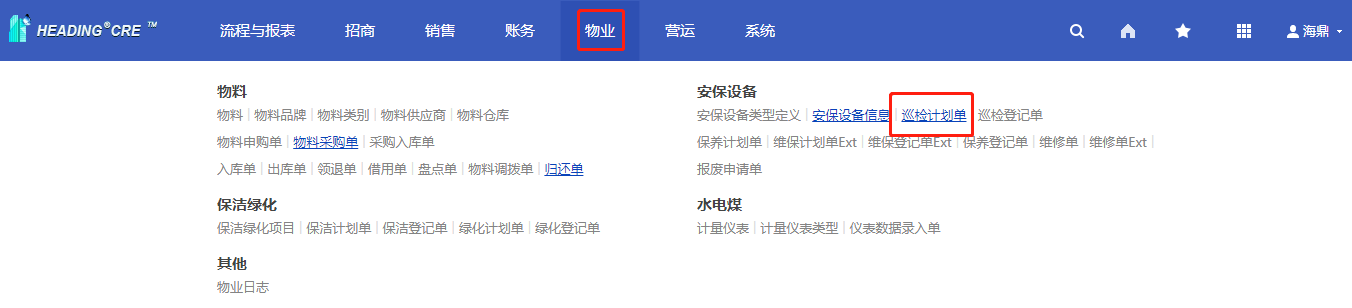 HEADING®CRE ™ 流程与报表 招商 销售 账务 物业 营运 系统 海鼎
物料
物料 | 物料品牌 | 物料类别 | 物料供应商 | 物料仓库
物料申购单 | 物料采购单 | 采购入库单
入库单 | 出库单 | 领退单 | 借用单 | 盘点单 | 物料调拨单 | 归还单
保洁绿化
保洁绿化项目 | 保洁计划单 | 保洁登记单 | 绿化计划单 | 绿化登记单
其他
物业日志
安保设备
安保设备类型定义 | 安保设备信息 | 巡检计划单 | 巡检登记单
保养计划单 | 维保计划单Ext | 维保登记单Ext | 保养登记单 | 维修单 | 维修单Ext |
报废申请单
水电煤
计量仪表 | 计量仪表类型 | 仪表数据录入单